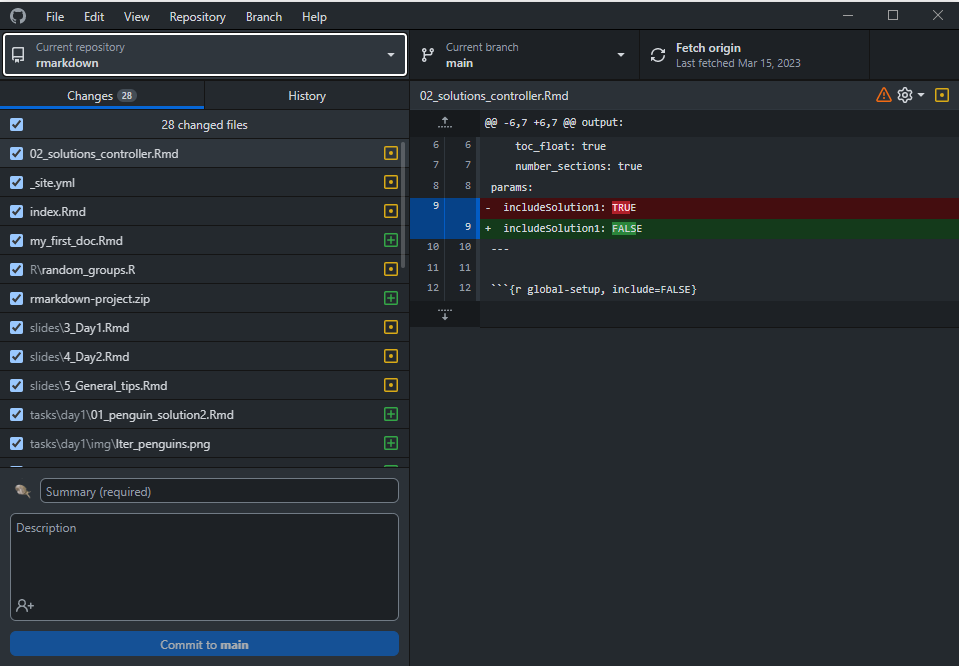 File Edit View Repository Branch Help
Current repository
rmarkdown
Current branch
main
Fetch origin
Last fetched Mar 15, 2023
Changes 28
History
28 changed files
02_solutions_controller.Rmd
_site.yml
index.Rmd
my_first_doc.Rmd
R\random_groups.R
rmarkdown-project.zip
slides\3_Day1.Rmd
slides\4_Day2.Rmd
slides\5_General_tips.Rmd
tasks\day1\01_penguin_solution2.Rmd
tasks\day1\img\lter_penguins.png
Summary (required)
Description
Commit to main
02_solutions_controller.Rmd
@@ -6,7 +6,7 @@ output:
6 6 toc_float: true
7 7 number_sections: true
8 8 params:
9 - includeSolution1: TRUE
9 + includeSolution1: FALSE
10 10 ---
11 11
12 12 ```{r global-setup, include=FALSE}